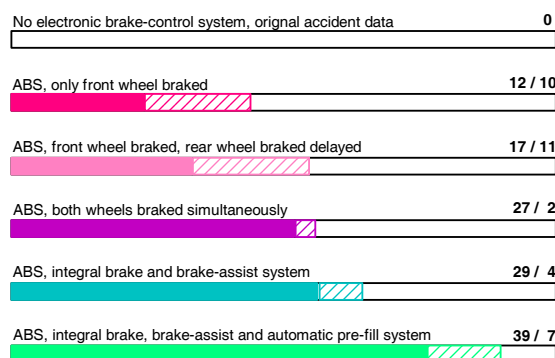 No electronic brake-control system, orignal accident data 0
ABS, only front wheel braked 12 / 10
ABS, front wheel braked, rear wheel braked delayed 17 / 11
ABS, both wheels braked simultaneously 27 / 2
ABS, integral brake and brake-assist system 29 / 4
ABS, integral brake, brake-assist and automatic pre-fill system 39 / 7